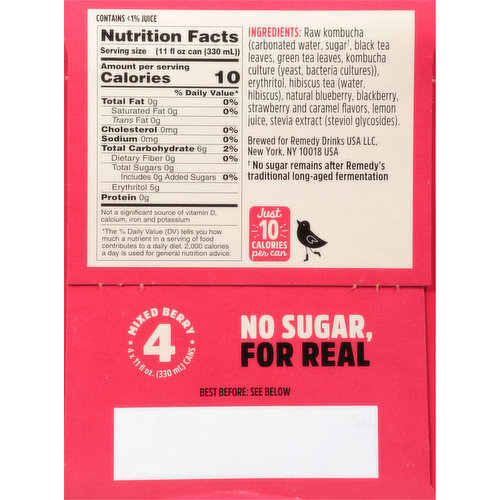 CONTAINS <1% JUICE
Nutrition Facts
Serving size (11 fl oz can (330 mL))
Amount per serving
Calories 10
% Daily Value*
Total Fat 0g 0%
Saturated Fat 0g 0%
Trans Fat 0g
Cholesterol 0mg 0%
Sodium 0mg 0%
Total Carbohydrate 6g 2%
Dietary Fiber 0g 0%
Total Sugars 0g
Includes 0g Added Sugars 0%
Erythritol 5g
Protein 0g
Not a significant source of vitamin D,
calcium, iron and potassium
*The % Daily Value (DV) tells you how
much a nutrient in a serving of food
contributes to a daily diet. 2,000 calories
a day is used for general nutrition advice.
INGREDIENTS: Raw kombucha
(carbonated water, sugar†, black tea
leaves, green tea leaves, kombucha
culture (yeast, bacteria cultures)),
erythritol, hibiscus tea (water,
hibiscus), natural blueberry, blackberry,
strawberry and caramel flavors, lemon
juice, stevia extract (steviol glycosides).
Brewed for Remedy Drinks USA LLC,
New York, NY 10018 USA
† No sugar remains after Remedy's
traditional long-aged fermentation
Just
10
CALORIES
per can
MIXED BERRY
4
4 x 11 fl oz. (330 mL) CANS
NO SUGAR,
FOR REAL
BEST BEFORE: SEE BELOW